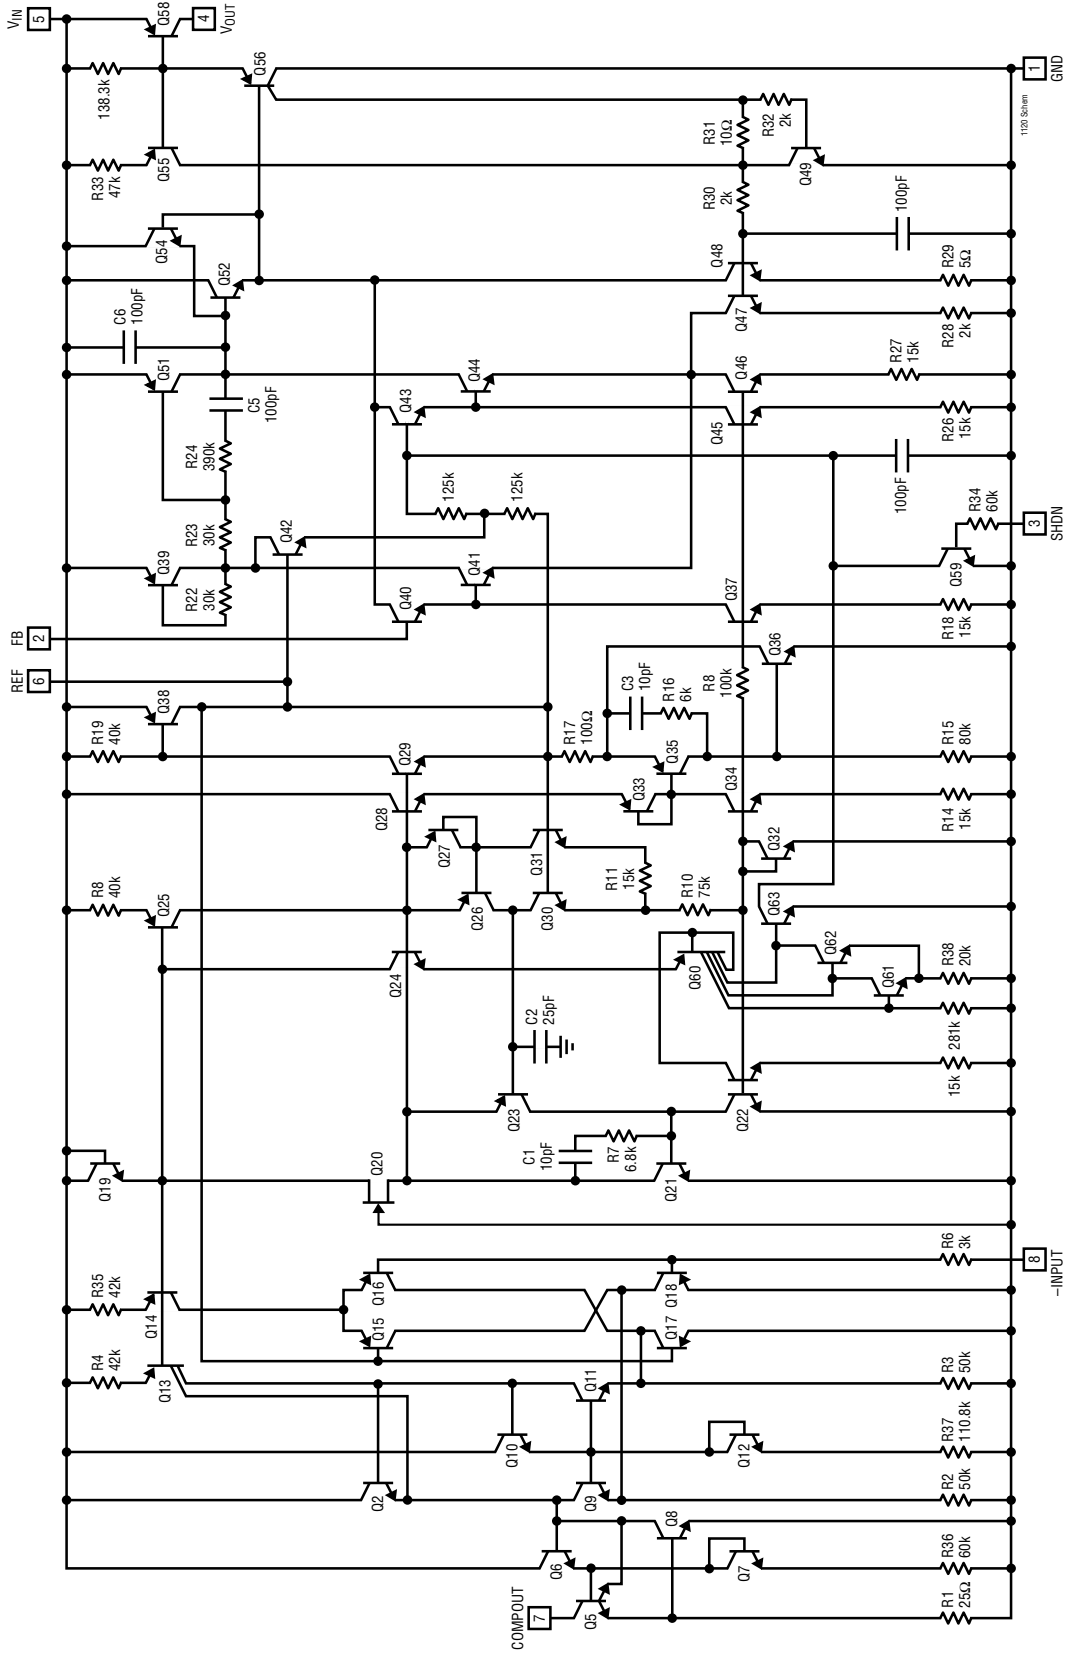 REF
6
FB
2
VIN
5
R4
42k
R35
42k
R8
40k
R19
40k
R33
47k
138.3k
Q19
Q13
Q14
Q25
Q38
Q39
Q51
C6
100pF
Q54
Q55
Q58
4
VOUT
R22
30k
R23
30k
R24
390k
C5
100pF
Q52
Q56
Q42
Q2
Q15
Q16
Q20
Q24
Q28
Q29
Q40
Q43
125k
Q27
Q26
Q41
Q44
Q10
Q23
C2
25pF
Q30
Q31
125k
C1
10pF
COMPOUT
7
Q6
Q5
Q9
Q11
R7
6.8k
R17
100Ω
C3
10pF
R16
6k
R11
15k
Q33
Q35
Q8
Q17
Q18
Q21
Q60
R10
75k
R8
100k
Q7
Q12
Q22
Q34
Q37
Q45
Q46
Q47
Q48
R30
2k
R31
10Ω
R32
2k
Q63
Q32
Q36
Q49
Q62
Q61
R27
15k
100pF
100pF
Q59
R1
25Ω
R36
60k
R2
50k
R37
110.8k
R3
50k
R6
3k
15k
281k
R38
20k
R14
15k
R15
80k
R18
15k
R34
60k
R26
15k
R28
2k
R29
5Ω
8
–INPUT
3
SHDN
1
GND
1120 Schem